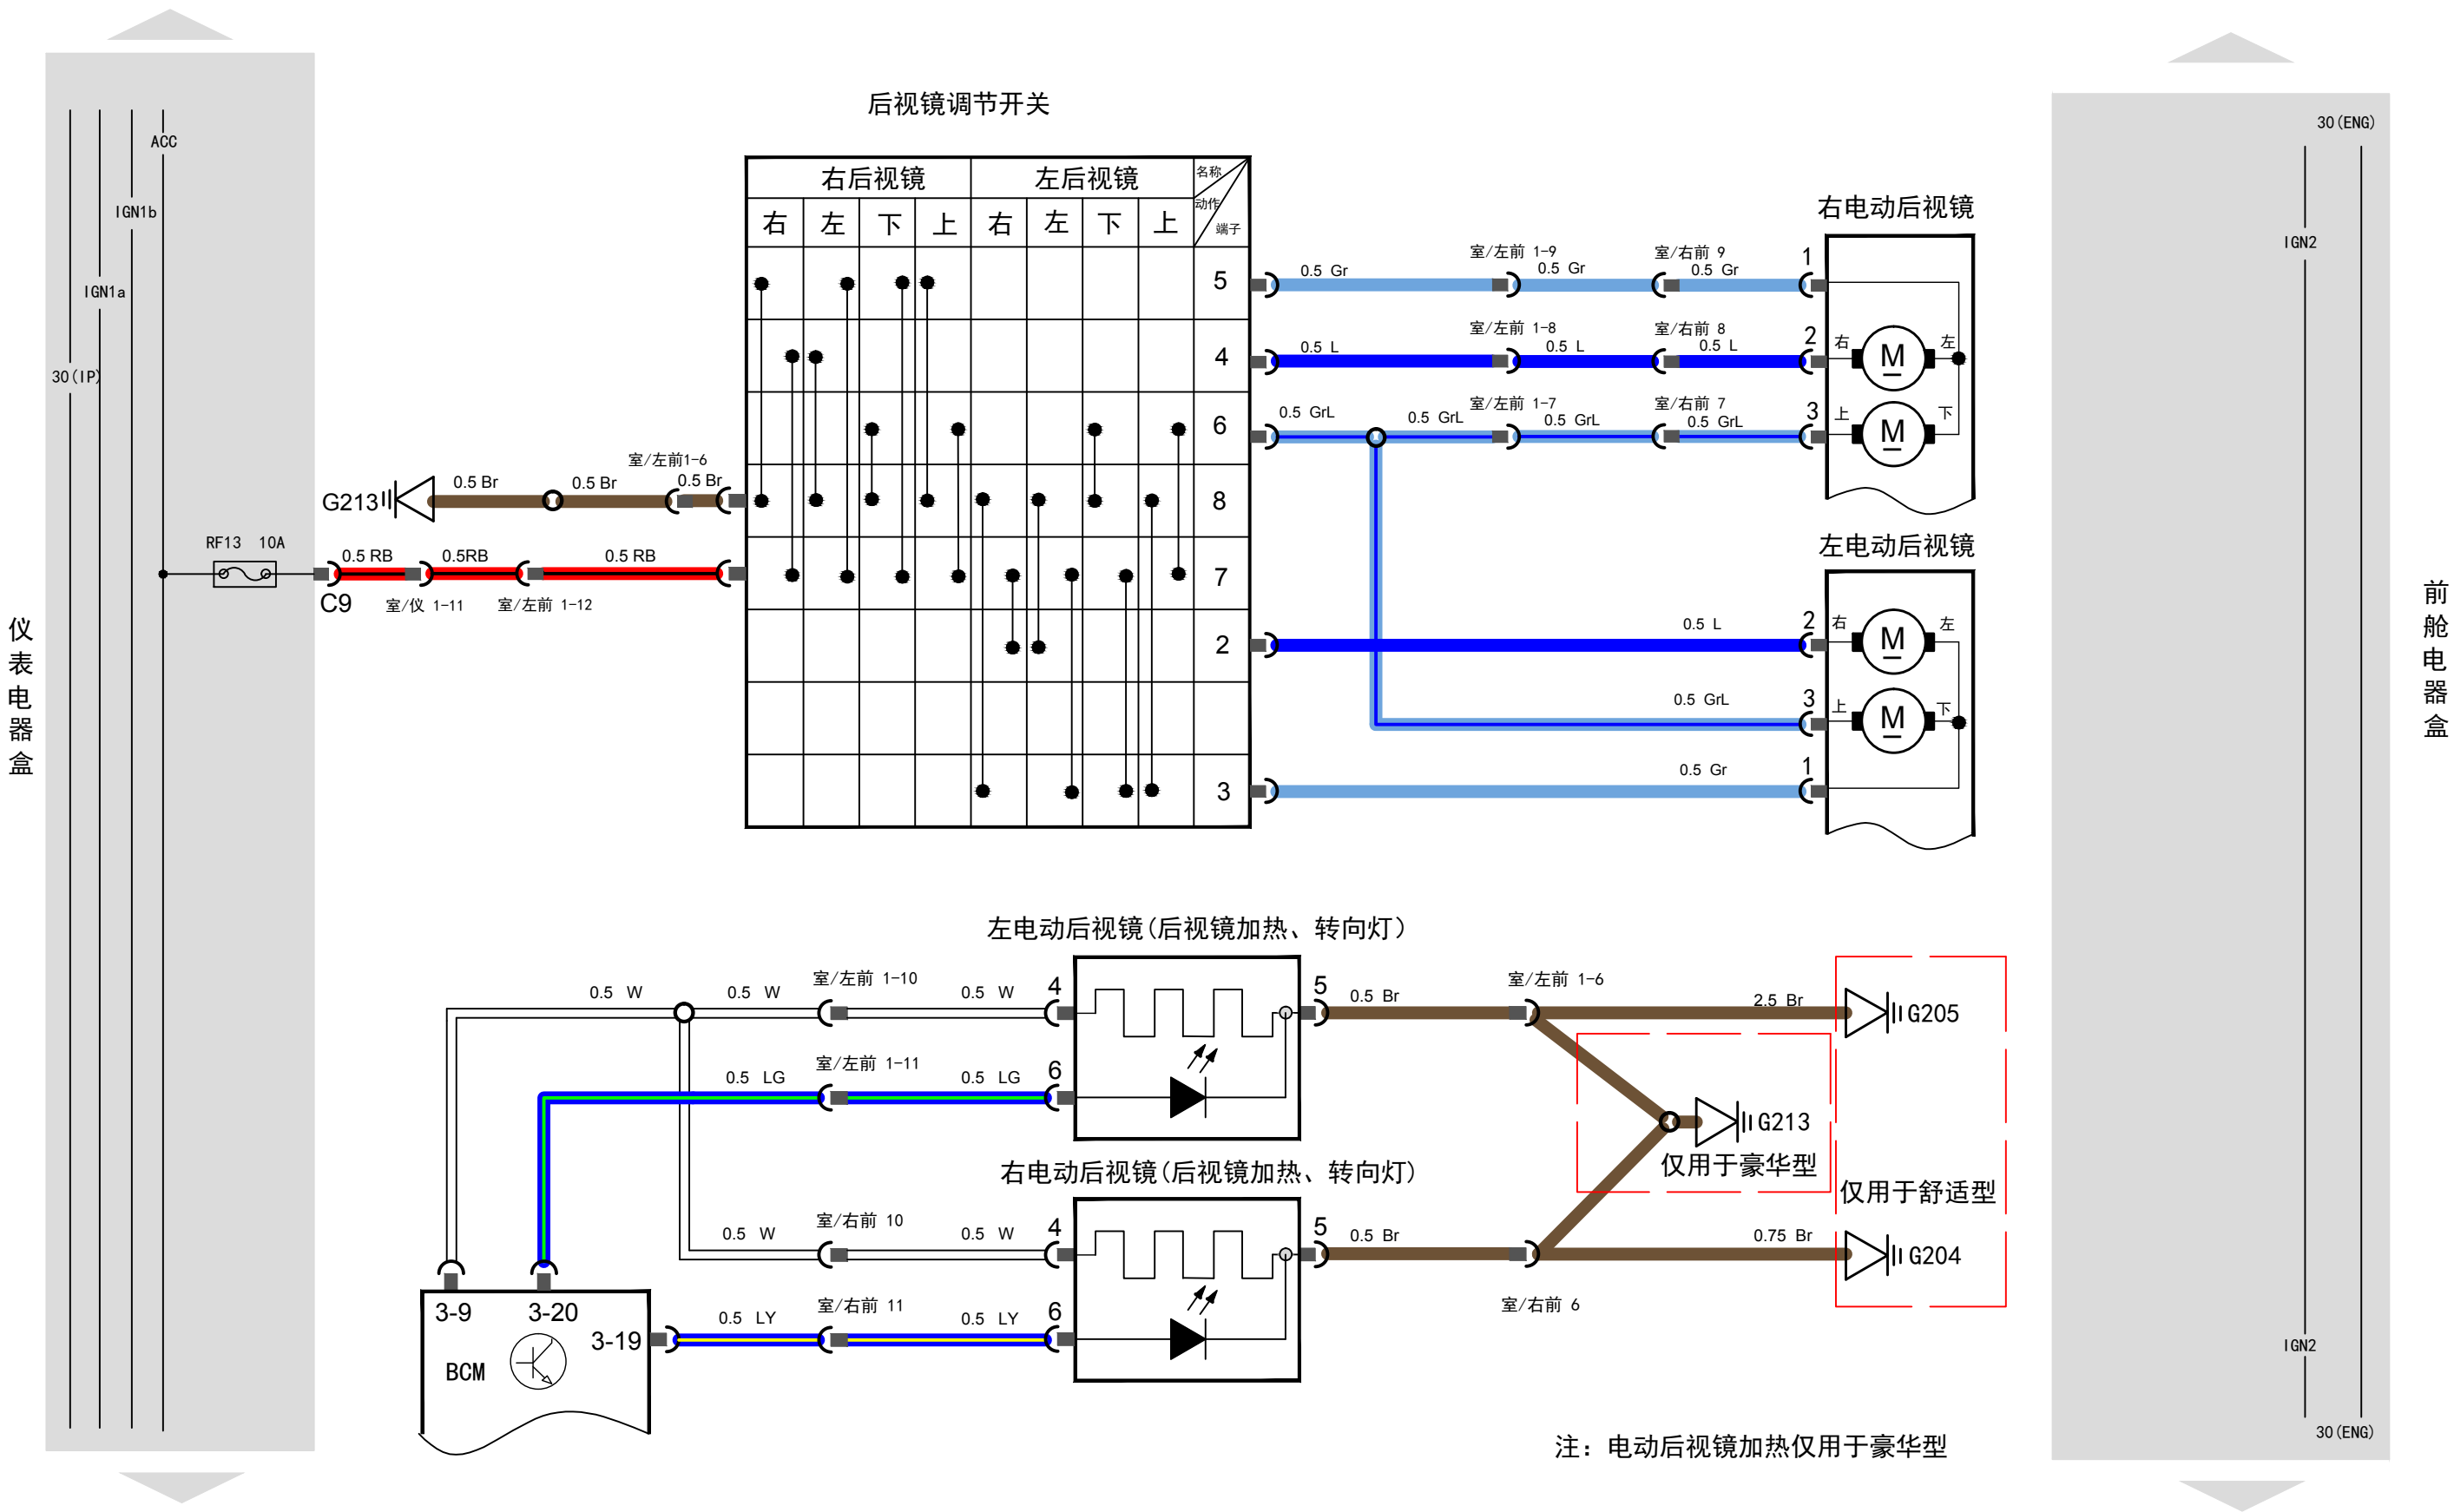 后视镜调节开关
ACC
IGN1b
IGN1a
30(IP)
仪表电器盒
RF13 10A
C9
0.5 RB
0.5RB
0.5 RB
室/仪 1-11
室/左前 1-12
G213
0.5 Br
0.5 Br
0.5 Br
室/左前1-6
右后视镜 左后视镜 名称
动作
端子
右 左 下 上 右 左 下 上
5
4
6
8
7
2
3
0.5 Gr
室/左前 1-9
0.5 Gr
室/右前 9
0.5 Gr
1
0.5 L
室/左前 1-8
0.5 L
室/右前 8
0.5 L
2
0.5 GrL
0.5 GrL
室/左前 1-7
0.5 GrL
室/右前 7
0.5 GrL
3
右电动后视镜
右 M 左
上 M 下
左电动后视镜
0.5 L
2
右 M 左
0.5 GrL
3
上 M 下
0.5 Gr
1
30(ENG)
IGN2
前舱电器盒
IGN2
30(ENG)
左电动后视镜(后视镜加热、转向灯)
0.5 W
0.5 W
室/左前 1-10
0.5 W
4
5
0.5 Br
室/左前 1-6
2.5 Br
G205
0.5 LG
室/左前 1-11
0.5 LG
6
G213
仅用于豪华型
仅用于舒适型
右电动后视镜(后视镜加热、转向灯)
0.5 W
室/右前 10
0.5 W
4
5
0.5 Br
室/右前 6
0.75 Br
G204
3-9
3-20
3-19
BCM
0.5 LY
室/右前 11
0.5 LY
6
注: 电动后视镜加热仅用于豪华型